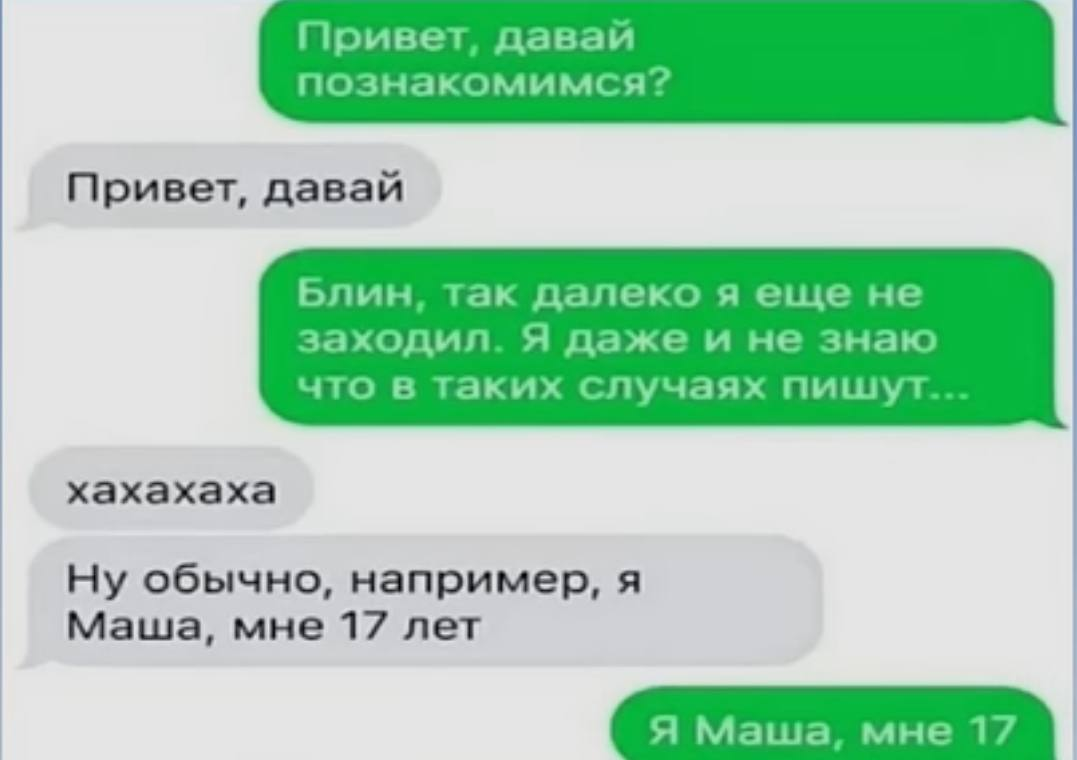 Привет, давай
познакомимся?
Привет, давай
Блин, так далеко я еще не
заходил. Я даже и не знаю
что в таких случаях пишут...
хахахаха
Ну обычно, например, я
Маша, мне 17 лет
Я Маша, мне 17